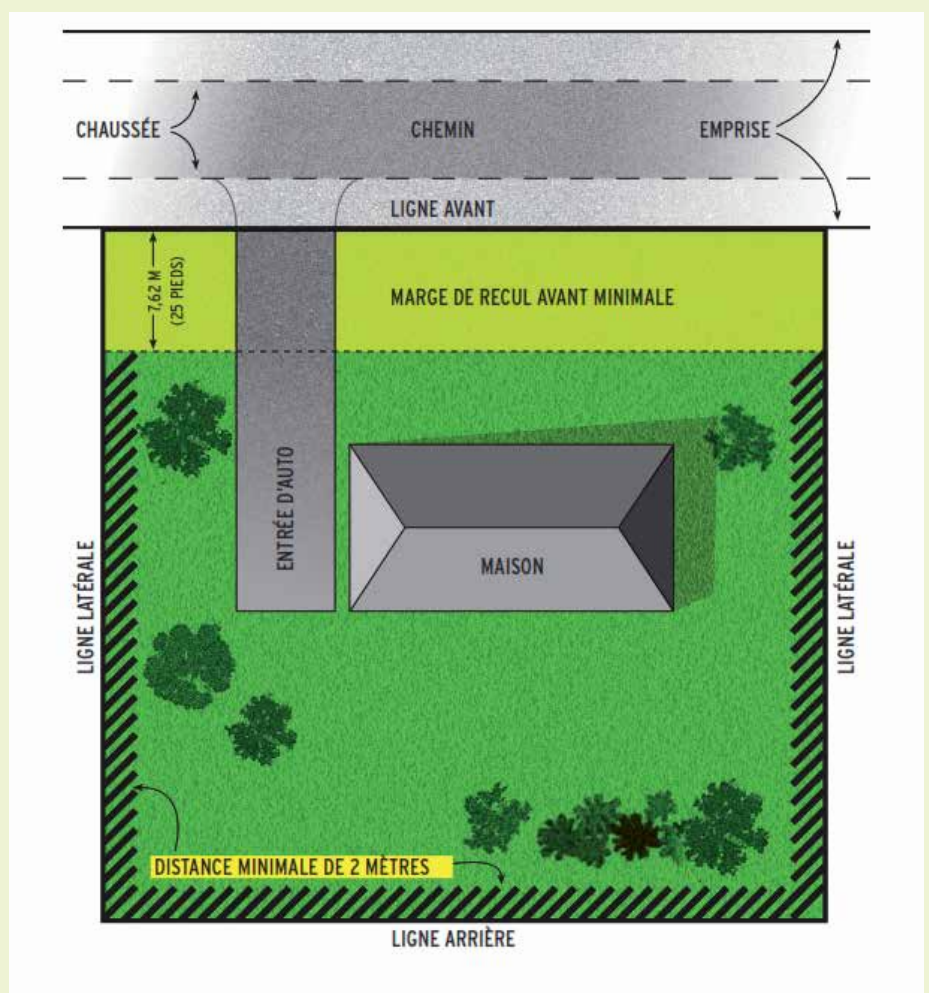 CHAUSSÉE
CHEMIN
EMPRISE
LIGNE AVANT
7,62 M
(25 PIEDS)
MARGE DE RECUL AVANT MINIMALE
ENTRÉE D'AUTO
MAISON
LIGNE LATÉRALE
LIGNE LATÉRALE
DISTANCE MINIMALE DE 2 MÈTRES
LIGNE ARRIÈRE